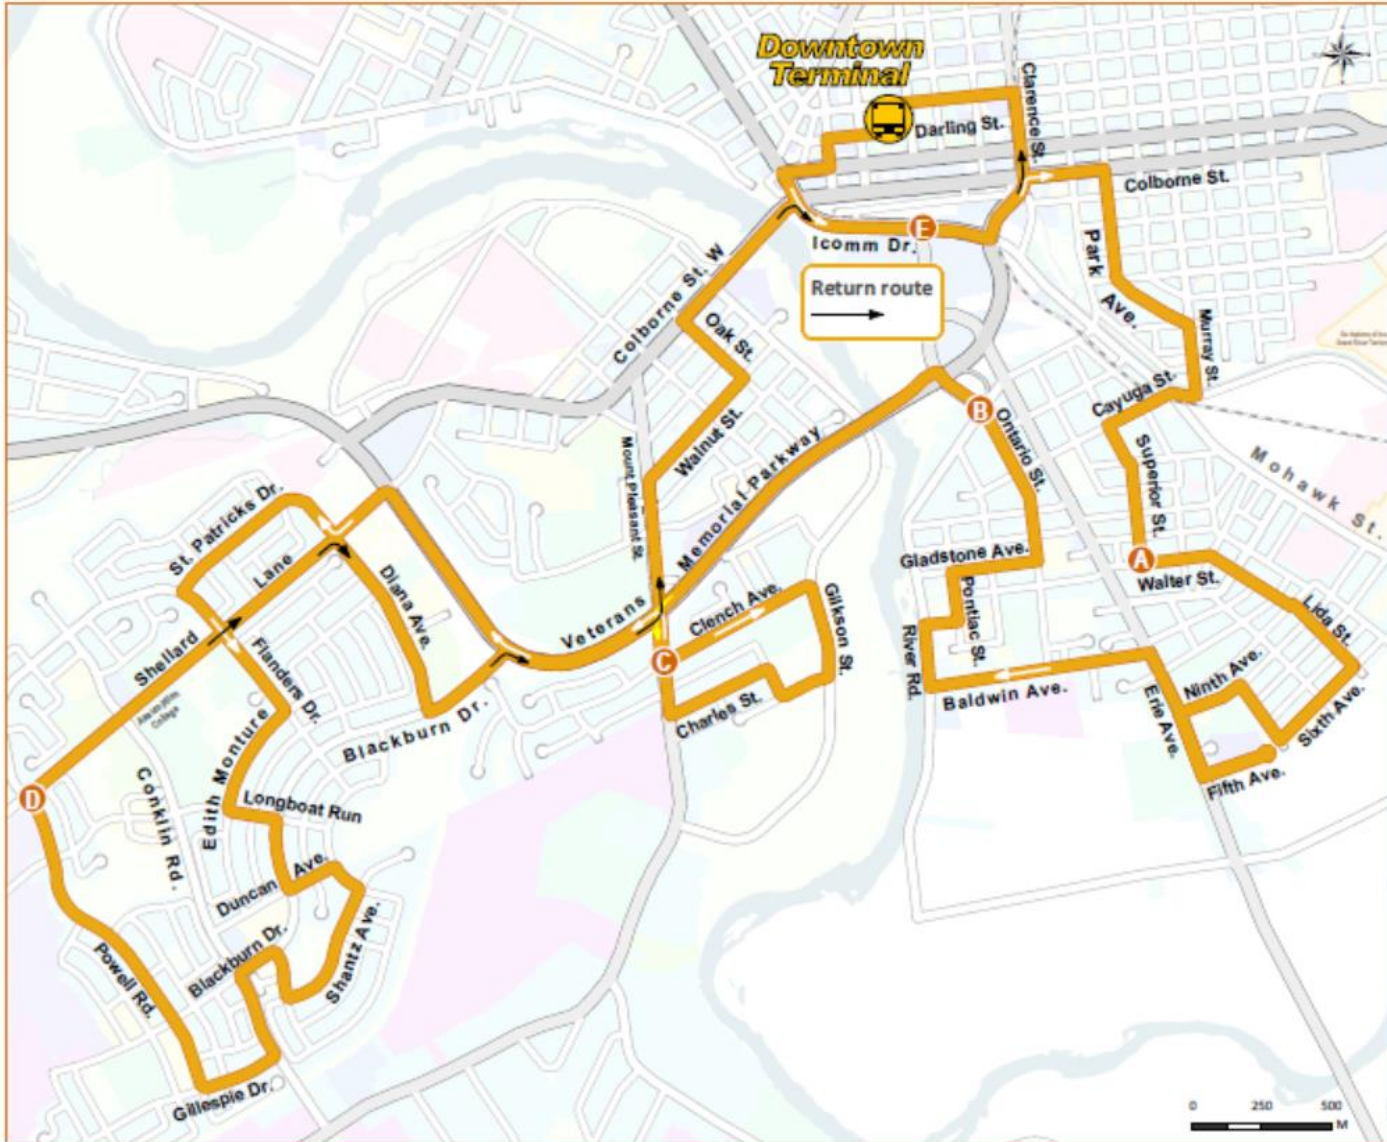 Downtown
Terminal
Clarence St.
Darling St.
Colborne St.
E
Icomm Dr.
Park
Ave.
Colborne St. W
Return route
Oak St.
Murray St.
Cayuga St.
B
Ontario St.
Walnut St.
Mount Pleasant St.
Superior St.
Mohawk St.
Memorial Parkway
St. Patricks Dr.
Gladstone Ave.
A
Walter St.
Lane
Diana Ave.
Clench Ave.
Gilkson St.
Pontiac St.
Lida St.
Veterans
River Rd.
Shellard
C
Flanders Dr.
Ninth Ave.
Baldwin Ave.
Erie Ave.
Sixth Ave.
Assumption
College
Charles St.
Blackburn Dr.
Edith Monture
Fifth Ave.
D
Conklin Rd.
Longboat Run
Duncan Ave.
Blackburn Dr.
Shantz Ave.
Powell Rd.
Gillespie Dr.
0 250 500
M